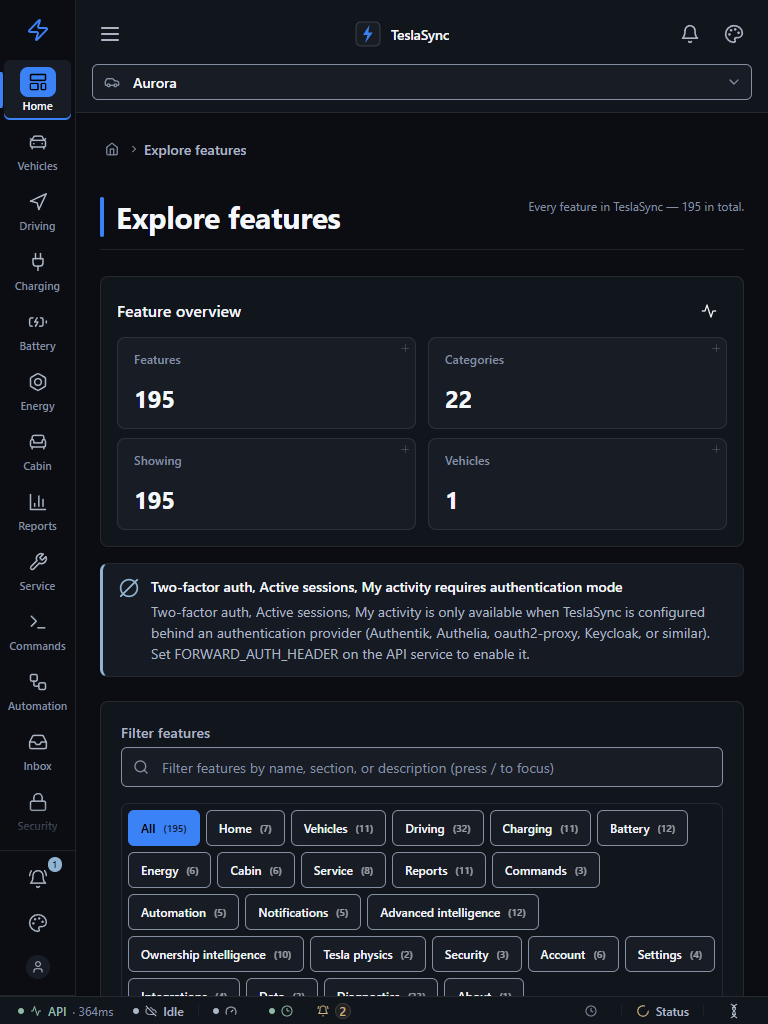 TeslaSync
Aurora
Home
Vehicles
Driving
Charging
Battery
Energy
Cabin
Reports
Service
Commands
Automation
Inbox
Security
1
Explore features
Explore features
Every feature in TeslaSync — 195 in total.
Feature overview
Features
195
Categories
22
Showing
195
Vehicles
1
Two-factor auth, Active sessions, My activity requires authentication mode
Two-factor auth, Active sessions, My activity is only available when TeslaSync is configured
behind an authentication provider (Authentik, Authelia, oauth2-proxy, Keycloak, or similar).
Set FORWARD_AUTH_HEADER on the API service to enable it.
Filter features
Filter features by name, section, or description (press / to focus)
All (195) Home (7) Vehicles (11) Driving (32) Charging (11) Battery (12)
Energy (6) Cabin (6) Service (8) Reports (11) Commands (3)
Automation (5) Notifications (5) Advanced intelligence (12)
Ownership intelligence (10) Tesla physics (2) Security (3) Account (6) Settings (4)
Integrations Data Diagnostics About
API · 364ms Idle 2 Status